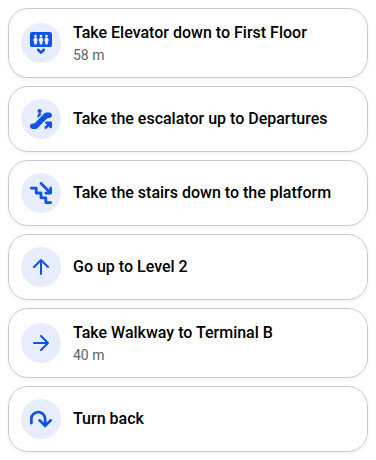 Take Elevator down to First Floor
58 m
Take the escalator up to Departures
Take the stairs down to the platform
Go up to Level 2
Take Walkway to Terminal B
40 m
Turn back